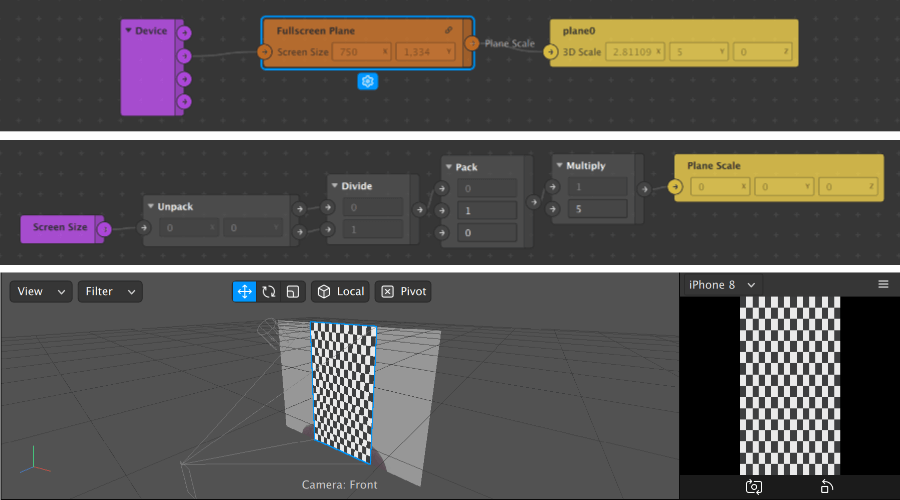 Device
Fullscreen Plane
Screen Size 750 X 1,334 Y
Plane Scale
plane0
3D Scale 2.81109 X 5 Y 0 Z
Screen Size
Unpack
0 X 0 Y
Divide
0
1
Pack
0
1
0
Multiply
1
5
Plane Scale
0 X 0 Y 0 Z
View Filter Local Pivot
iPhone 8
Camera: Front